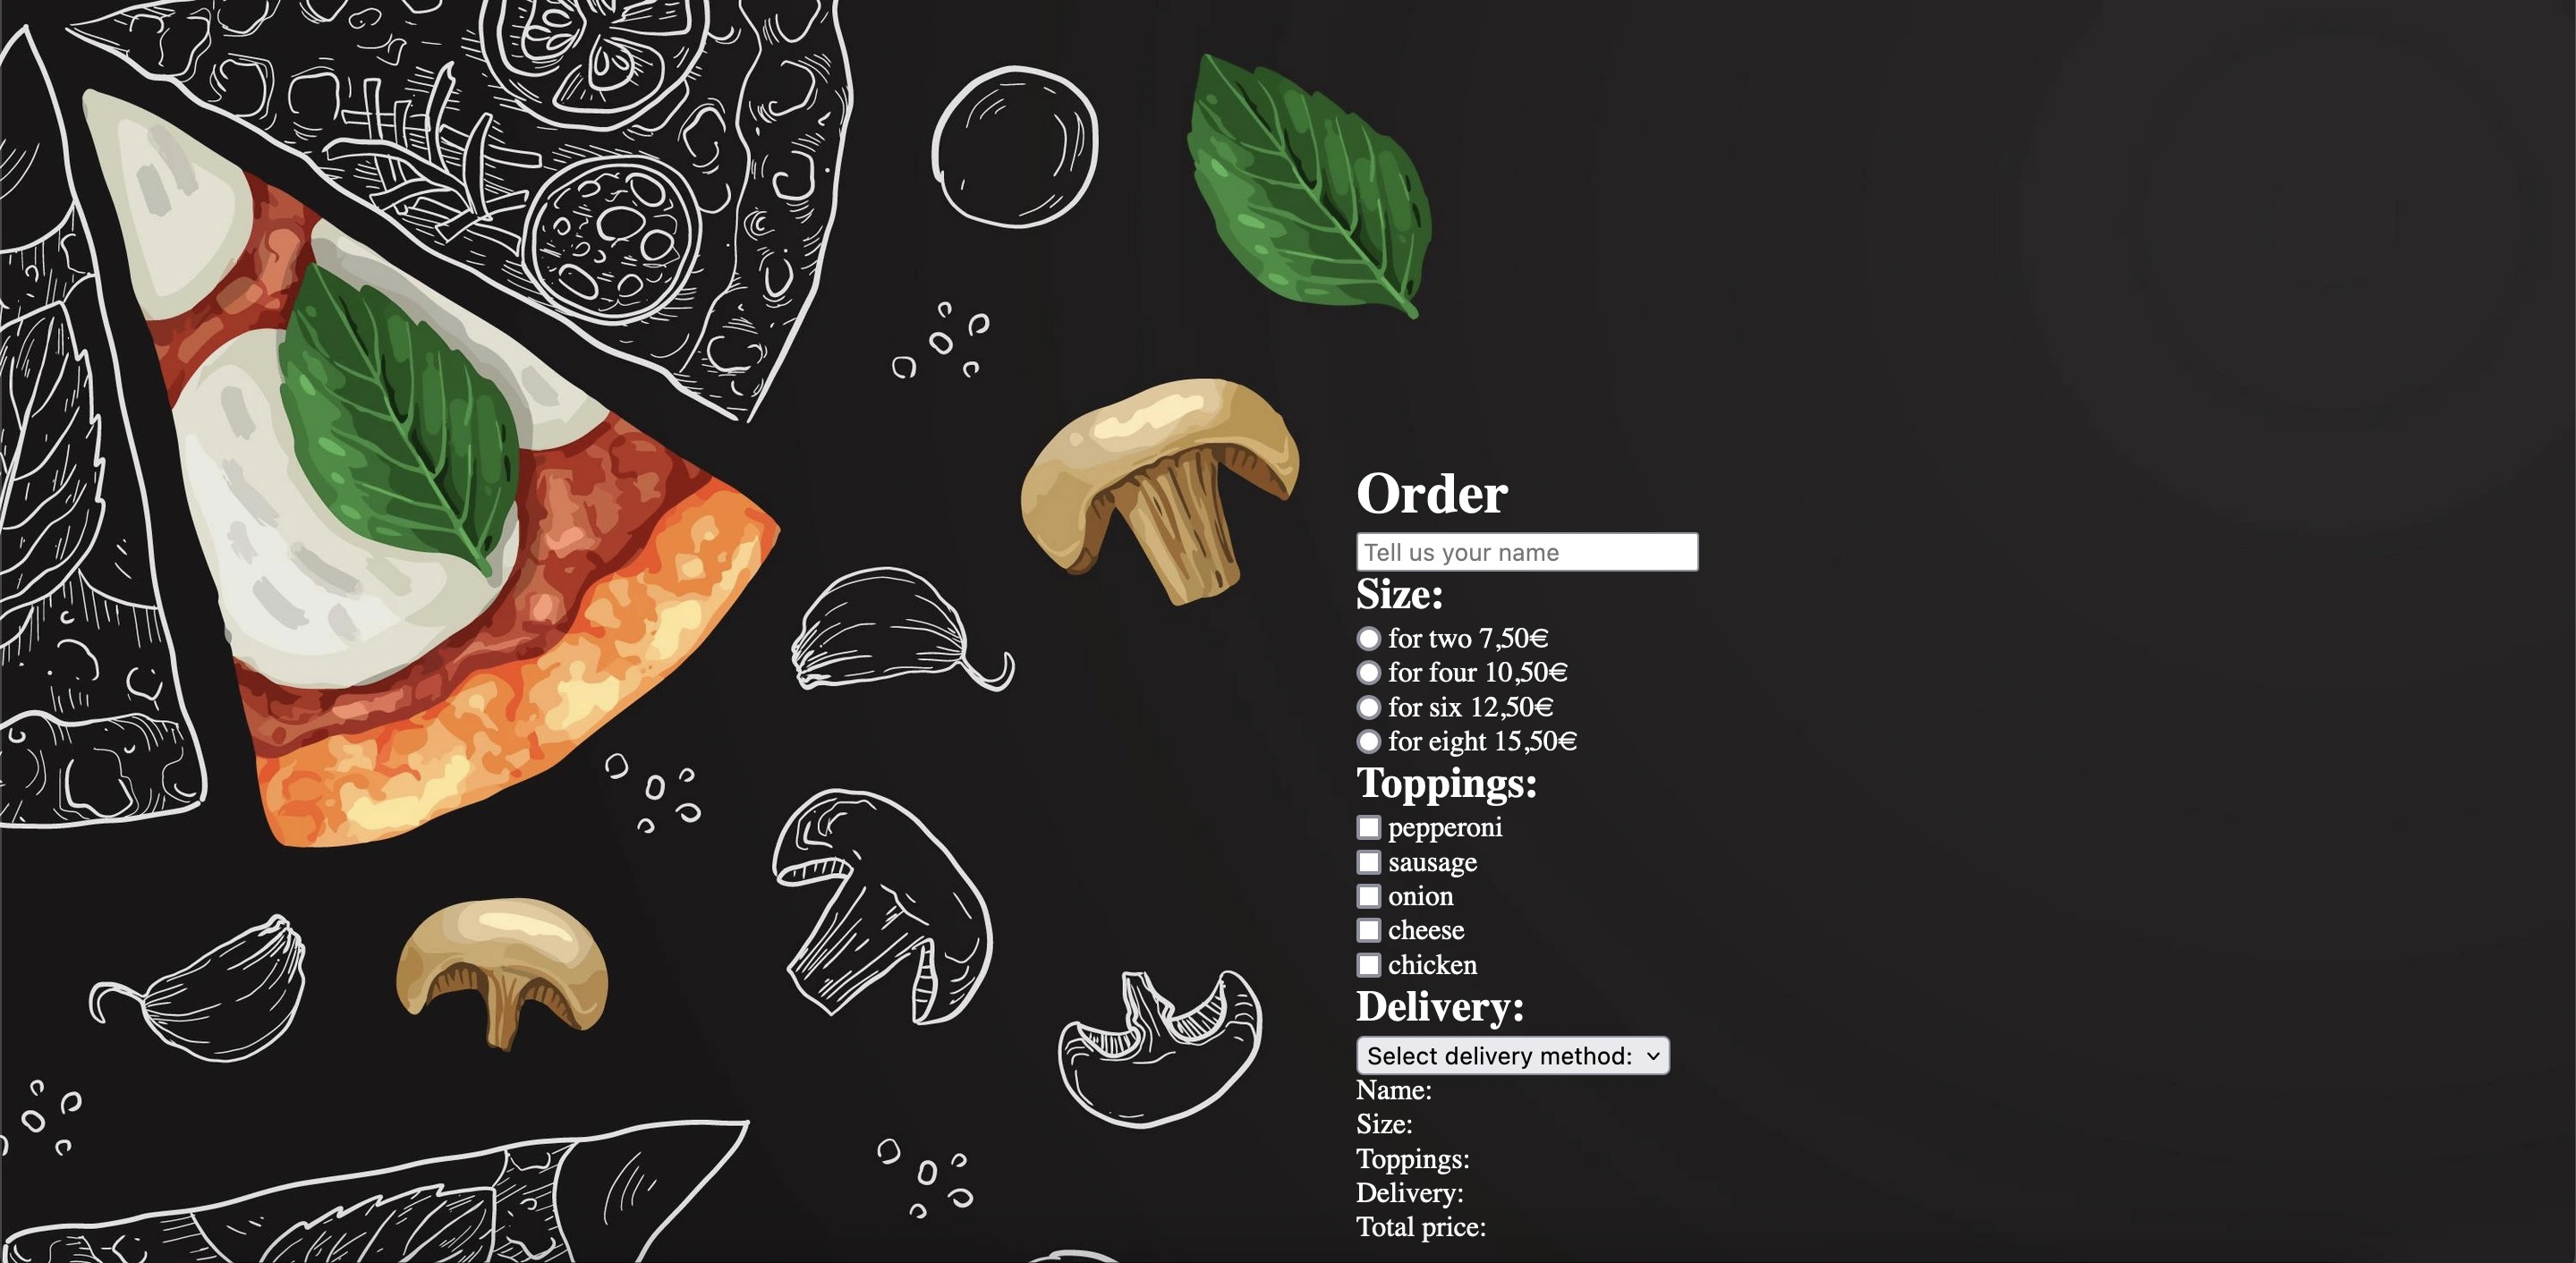 Order
Tell us your name
Size:
for two 7,50€
for four 10,50€
for six 12,50€
for eight 15,50€
Toppings:
pepperoni
sausage
onion
cheese
chicken
Delivery:
Select delivery method:
Name:
Size:
Toppings:
Delivery:
Total price: